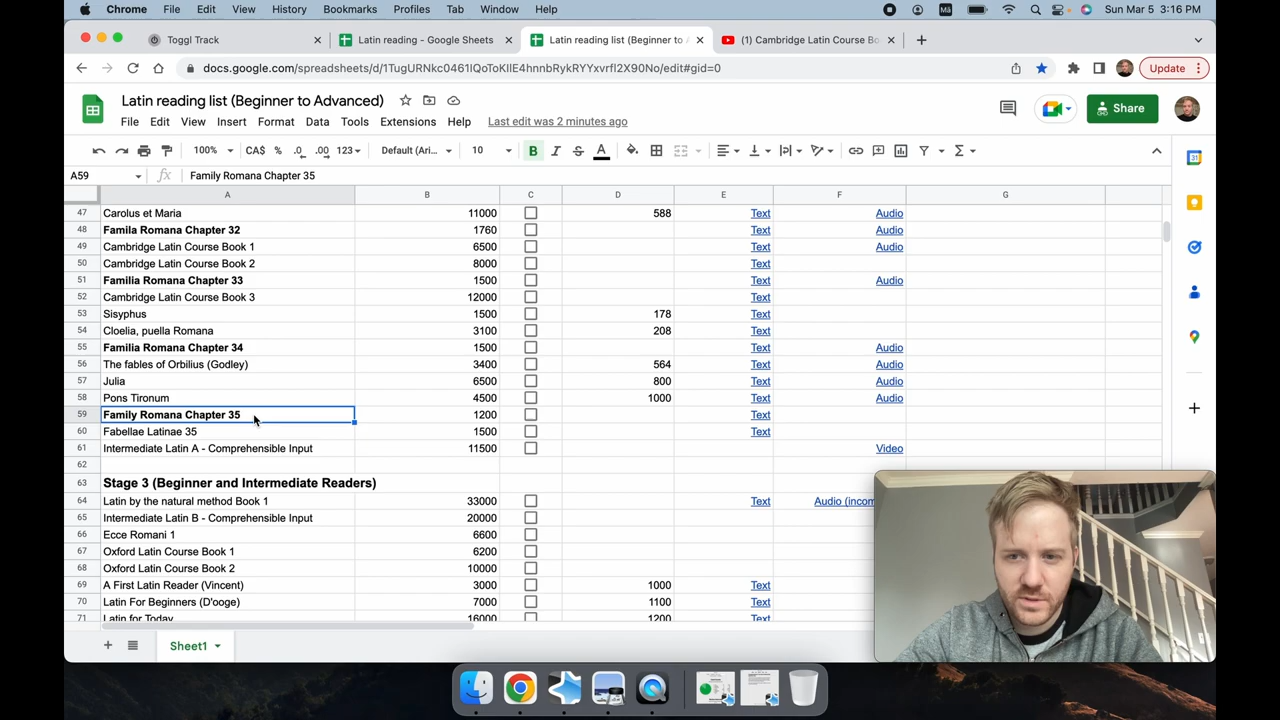 Chrome File Edit View History Bookmarks Profiles Tab Window Help Sun Mar 5 3:16 PM
Toggl Track Latin reading - Google Sheets Latin reading list (Beginner to A (1) Cambridge Latin Course Bo
docs.google.com/spreadsheets/d/1TugURNkc0461IQoToKlE4hnnbRykRYYxvrfl2X90No/edit#gid=0 Update
Latin reading list (Beginner to Advanced)
Share
File Edit View Insert Format Data Tools Extensions Help Last edit was 2 minutes ago
100% CA$ % .0 .00 123 Default (Ari... 10 B I S A
A59 fx Family Romana Chapter 35
A B C D E F G
47 Carolus et Maria 11000 588 Text Audio
48 Famila Romana Chapter 32 1760 Text Audio
49 Cambridge Latin Course Book 1 6500 Text Audio
50 Cambridge Latin Course Book 2 8000 Text
51 Familia Romana Chapter 33 1500 Text Audio
52 Cambridge Latin Course Book 3 12000 Text
53 Sisyphus 1500 178 Text
54 Cloelia, puella Romana 3100 208 Text
55 Familia Romana Chapter 34 1500 Text Audio
56 The fables of Orbilius (Godley) 3400 564 Text Audio
57 Julia 6500 800 Text Audio
58 Pons Tironum 4500 1000 Text Audio
59 Family Romana Chapter 35 1200 Text
60 Fabellae Latinae 35 1500 Text
61 Intermediate Latin A - Comprehensible Input 11500 Video
62
63 Stage 3 (Beginner and Intermediate Readers)
64 Latin by the natural method Book 1 33000 Text Audio (incom
65 Intermediate Latin B - Comprehensible Input 20000
66 Ecce Romani 1 6600
67 Oxford Latin Course Book 1 6200
68 Oxford Latin Course Book 2 10000
69 A First Latin Reader (Vincent) 3000 1000 Text
70 Latin For Beginners (D'ooge) 7000 1100 Text
71 Latin for Today 16000 1200 Text
Sheet1